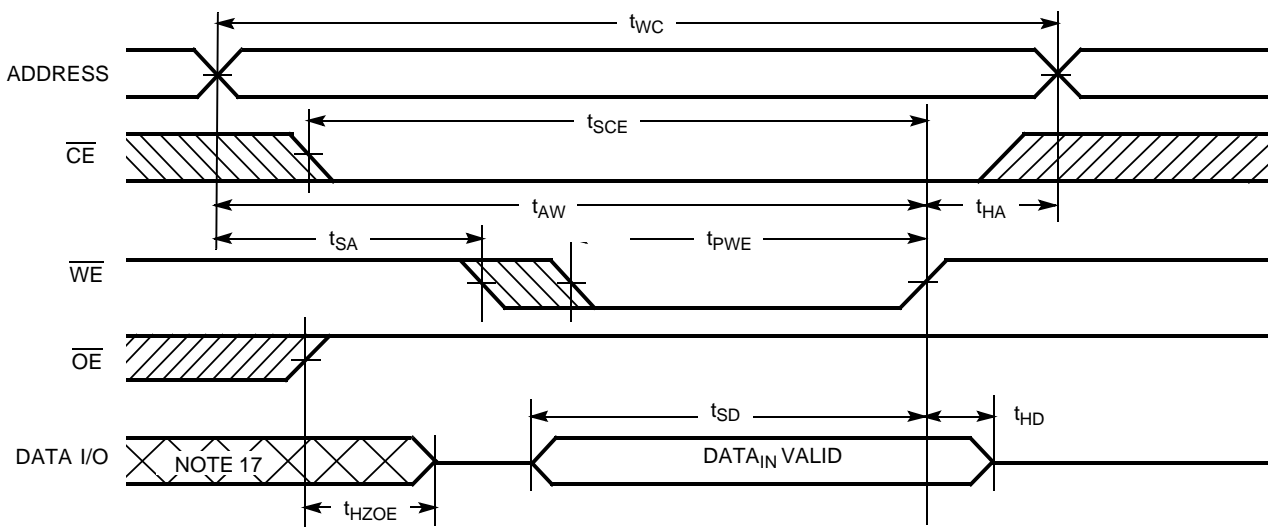 tWC
ADDRESS
tSCE
CE
tAW
tHA
tSA
tPWE
WE
OE
tSD
tHD
DATA I/O
NOTE 17
DATAIN VALID
tHZOE